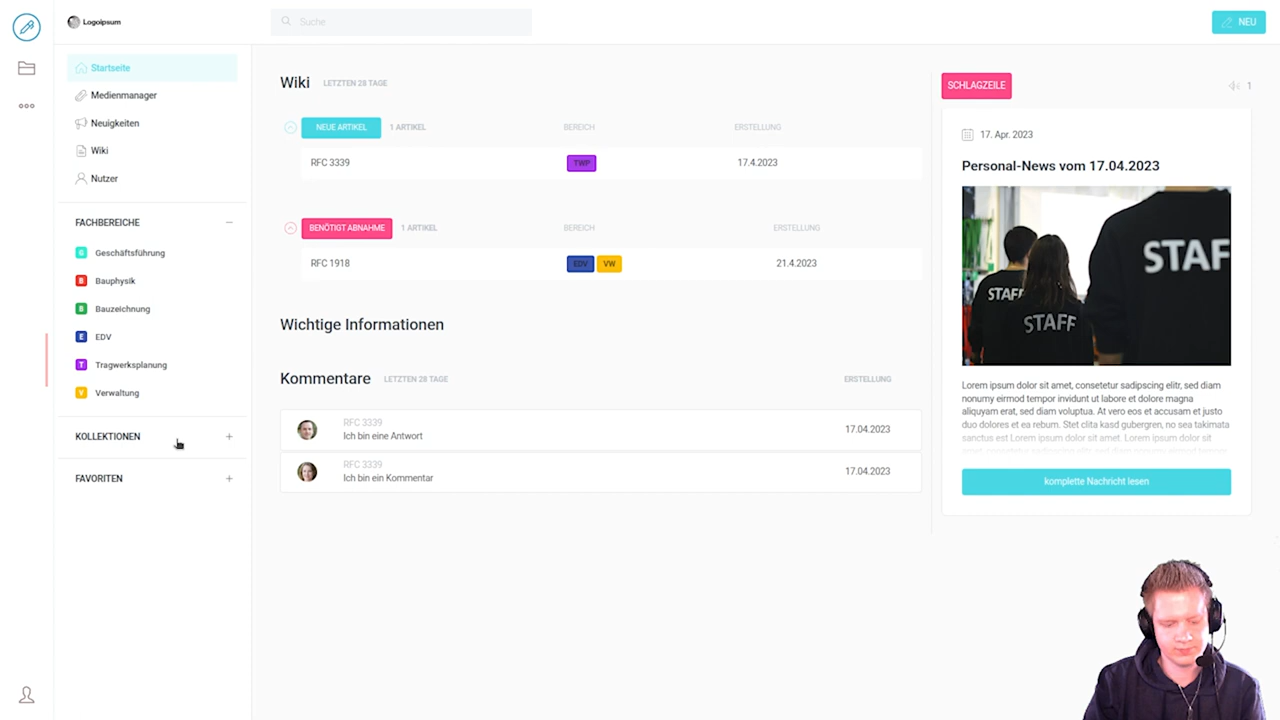 Logoipsum
Suche
NEU
Startseite
Medienmanager
Neuigkeiten
Wiki
Nutzer
FACHBEREICHE
G Geschäftsführung
B Bauphysik
B Bauzeichnung
E EDV
T Tragwerksplanung
V Verwaltung
KOLLEKTIONEN
FAVORITEN
Wiki LETZTEN 28 TAGE
NEUE ARTIKEL 1 ARTIKEL BEREICH ERSTELLUNG
RFC 3339 TWP 17.4.2023
BENÖTIGT ABNAHME 1 ARTIKEL BEREICH ERSTELLUNG
RFC 1918 EDV VW 21.4.2023
Wichtige Informationen
Kommentare LETZTEN 28 TAGE ERSTELLUNG
RFC 3339
Ich bin eine Antwort 17.04.2023
RFC 3339
Ich bin ein Kommentar 17.04.2023
SCHLAGZEILE 1
17. Apr. 2023
Personal-News vom 17.04.2023
STAFF
STAFF
STAF
Lorem ipsum dolor sit amet, consetetur sadipscing elitr, sed diam
nonumy eirmod tempor invidunt ut labore et dolore magna
aliquyam erat, sed diam voluptua. At vero eos et accusam et justo
duo dolores et ea rebum. Stet clita kasd gubergren, no sea takimata
sanctus est Lorem ipsum dolor sit amet. Lorem ipsum dolor sit
komplette Nachricht lesen